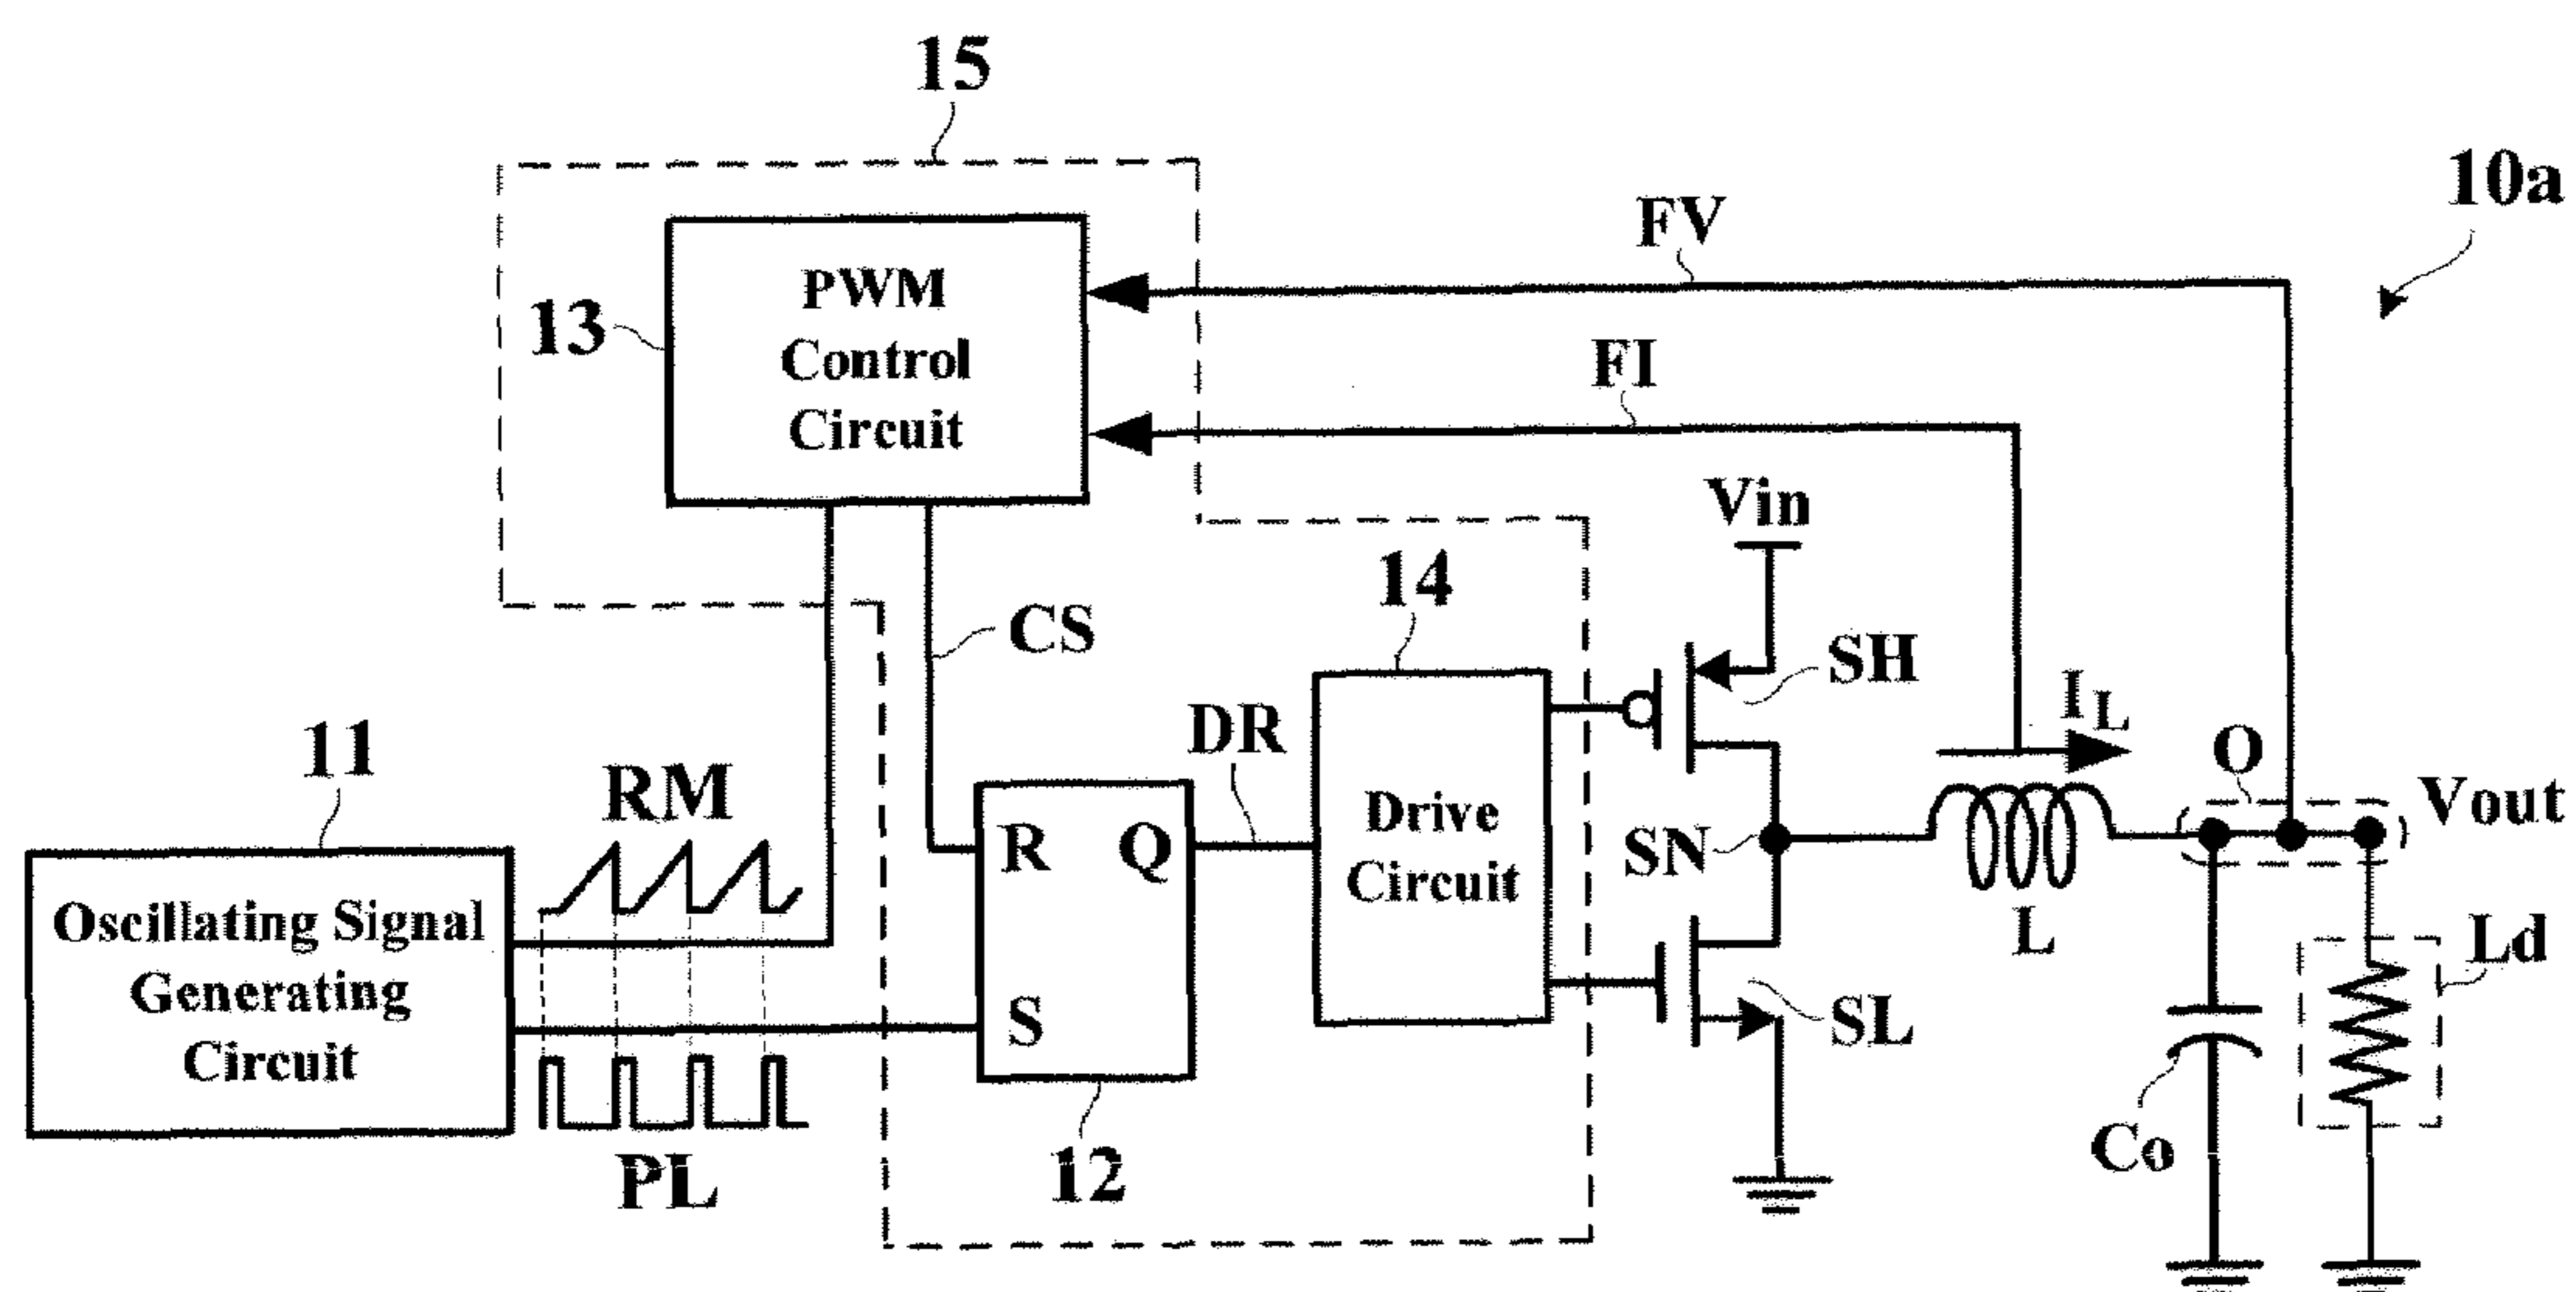 15
10a
FV
13
PWM
Control
Circuit
FI
Vin
14
CS
SH
11
RM
DR
I L
O
Vout
Drive
Circuit
R
Q
SN
L
Ld
Oscillating Signal
Generating
Circuit
S
SL
PL
12
Co